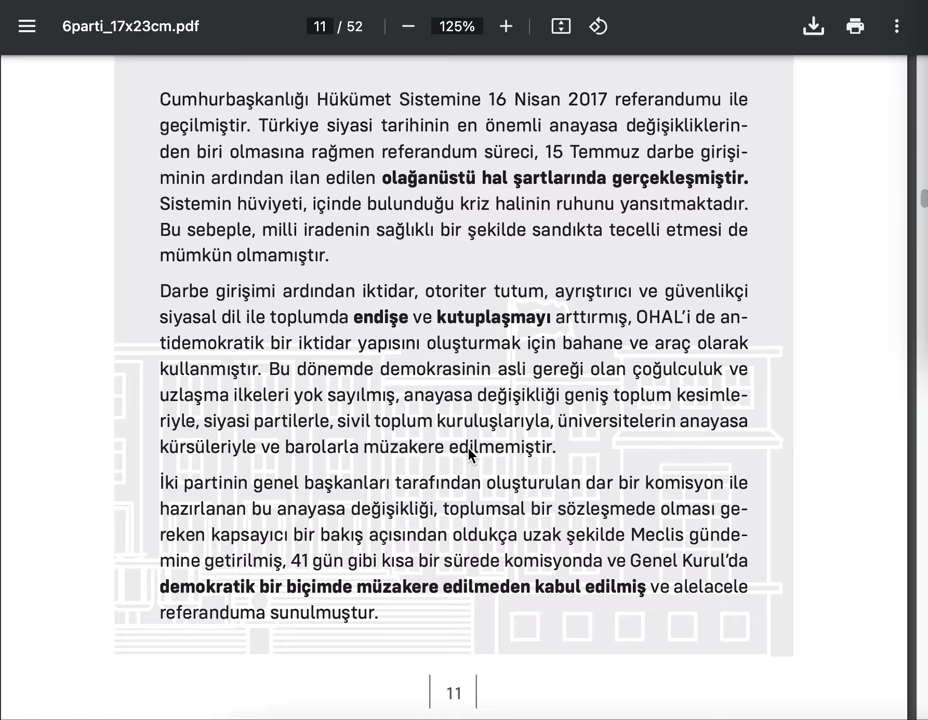 6parti_17x23cm.pdf
11 / 52
125%
Cumhurbaşkanlığı Hükümet Sistemine 16 Nisan 2017 referandumu ile
geçilmiştir. Türkiye siyasi tarihinin en önemli anayasa değişikliklerin-
den biri olmasına rağmen referandum süreci, 15 Temmuz darbe girişi-
minin ardından ilan edilen olağanüstü hal şartlarında gerçekleşmiştir.
Sistemin hüviyeti, içinde bulunduğu kriz halinin ruhunu yansıtmaktadır.
Bu sebeple, milli iradenin sağlıklı bir şekilde sandıkta tecelli etmesi de
mümkün olmamıştır.
Darbe girişimi ardından iktidar, otoriter tutum, ayrıştırıcı ve güvenlikçi
siyasal dil ile toplumda endişe ve kutuplaşmayı arttırmış, OHAL’i de an-
tidemokratik bir iktidar yapısını oluşturmak için bahane ve araç olarak
kullanmıştır. Bu dönemde demokrasinin asli gereği olan çoğulculuk ve
uzlaşma ilkeleri yok sayılmış, anayasa değişikliği geniş toplum kesimle-
riyle, siyasi partilerle, sivil toplum kuruluşlarıyla, üniversitelerin anayasa
kürsüleriyle ve barolarla müzakere edilmemiştir.
İki partinin genel başkanları tarafından oluşturulan dar bir komisyon ile
hazırlanan bu anayasa değişikliği, toplumsal bir sözleşmede olması ge-
reken kapsayıcı bir bakış açısından oldukça uzak şekilde Meclis günde-
mine getirilmiş, 41 gün gibi kısa bir sürede komisyonda ve Genel Kurul’da
demokratik bir biçimde müzakere edilmeden kabul edilmiş ve alelacele
referanduma sunulmuştur.
11